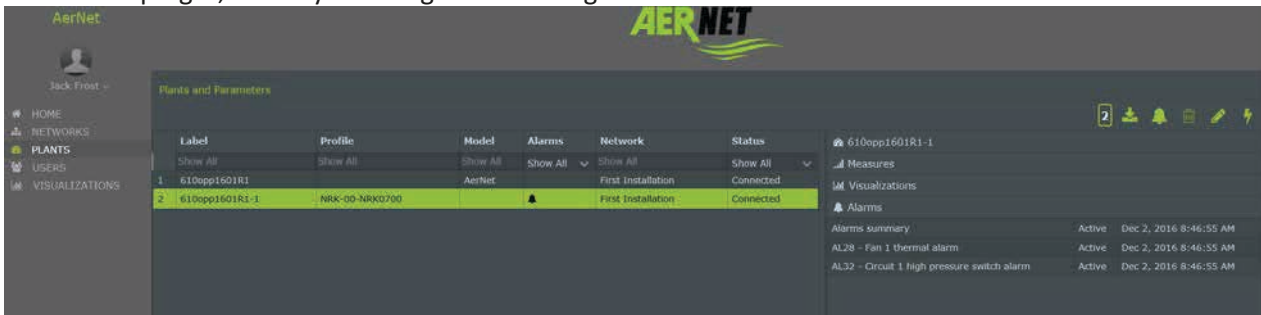 AerNet
AERNET
Jack Frost
HOME
NETWORKS
PLANTS
USERS
VISUALIZATIONS
Plants and Parameters
2
Label Profile Model Alarms Network Status
Show All Show All Show All Show All Show All Show All
1 610opp1601R1 AerNet First Installation Connected
2 610opp1601R1-1 NRK-00-NRK0700 First Installation Connected
610opp1601R1-1
Measures
Visualizations
Alarms
Alarms summary Active Dec 2, 2016 8:46:55 AM
AL28 - Fan 1 thermal alarm Active Dec 2, 2016 8:46:55 AM
AL32 - Circuit 1 high pressure switch alarm Active Dec 2, 2016 8:46:55 AM